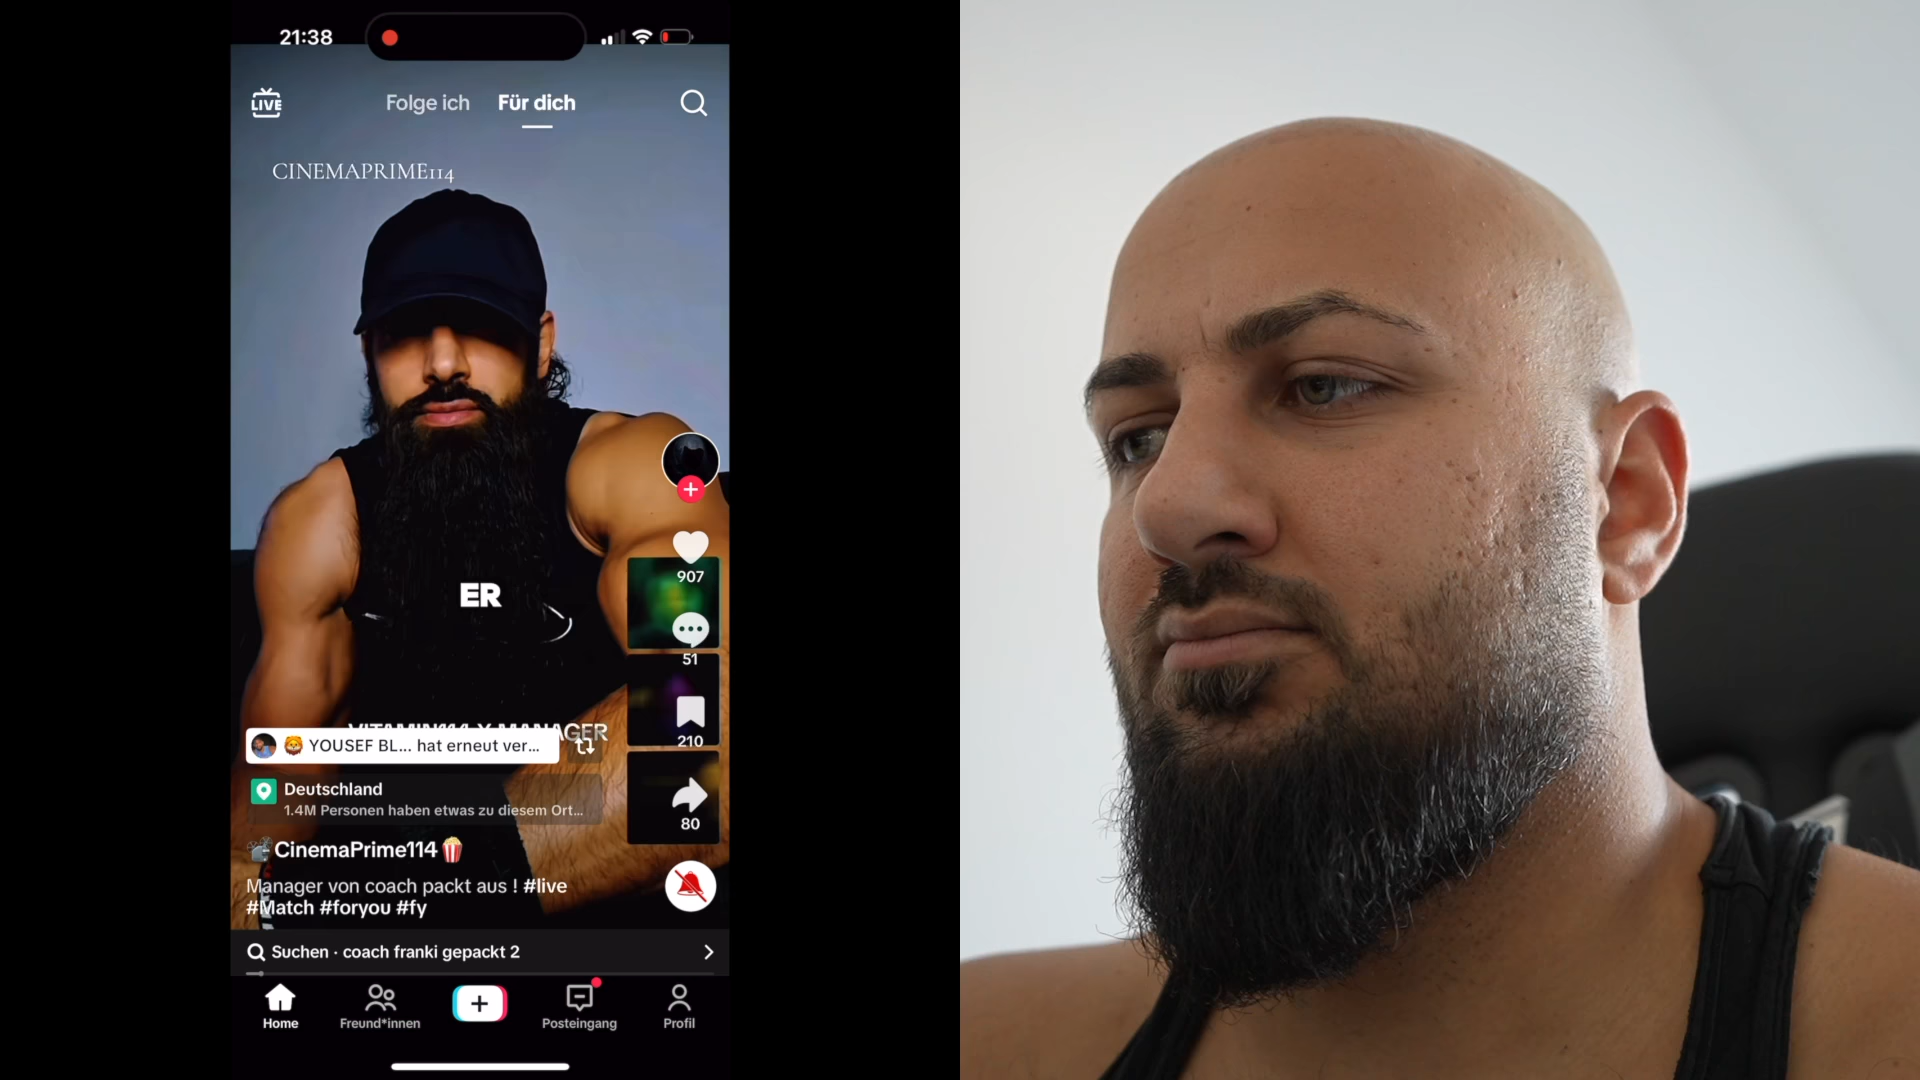 21:38
LIVE
Folge ich
Für dich
CINEMAPRIME114
907
ER
51
VITAMIN114 X MANAGER
210
YOUSEF BL... hat erneut ver...
Deutschland
1.4M Personen haben etwas zu diesem Ort...
80
CinemaPrime114
Manager von coach packt aus ! #live
#Match #foryou #fy
Suchen · coach franki gepackt 2
Home
Freund*innen
Posteingang
Profil